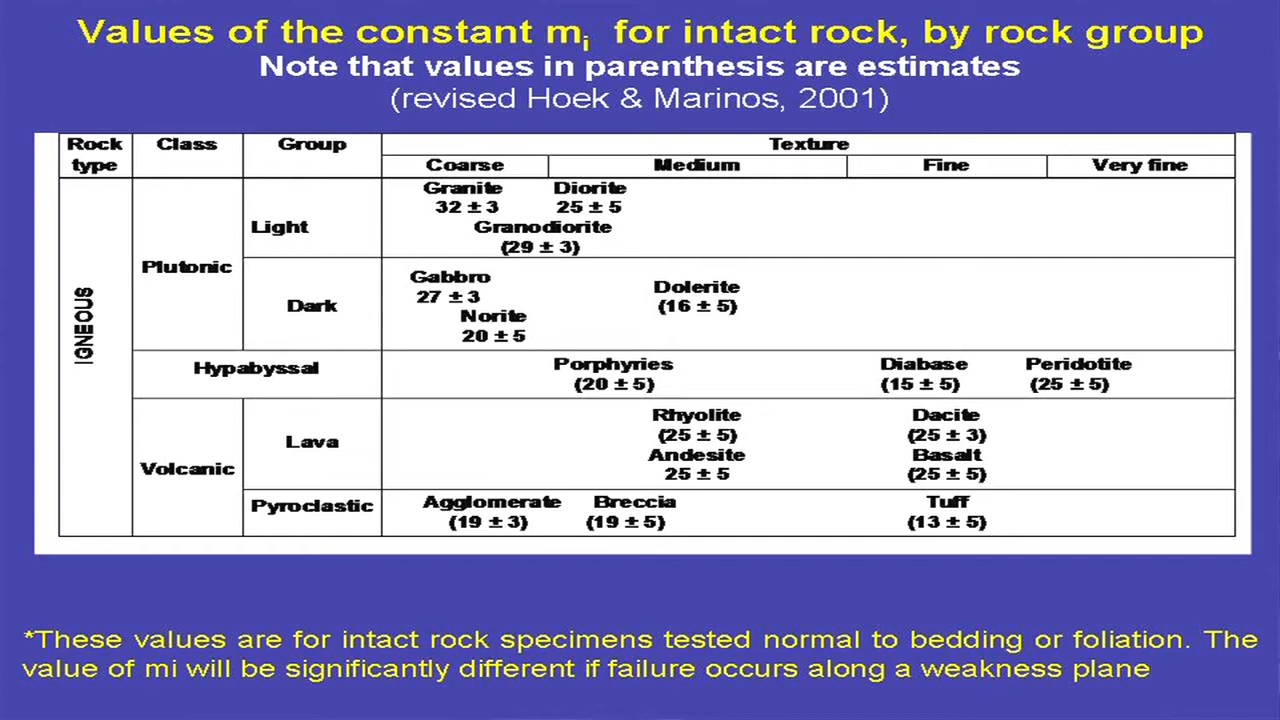 Values of the constant mi for intact rock, by rock group
Note that values in parenthesis are estimates
(revised Hoek & Marinos, 2001)
Rock type Class Group Texture
Coarse Medium Fine Very fine
IGNEOUS
Plutonic
Light
Granite Diorite
32 ± 3 25 ± 5
Granodiorite
(29 ± 3)
Dark
Gabbro
27 ± 3
Norite
20 ± 5
Dolerite
(16 ± 5)
Hypabyssal
Porphyries Diabase Peridotite
(20 ± 5) (15 ± 5) (25 ± 5)
Volcanic
Lava
Rhyolite Dacite
(25 ± 5) (25 ± 3)
Andesite Basalt
25 ± 5 (25 ± 5)
Pyroclastic
Agglomerate Breccia Tuff
(19 ± 3) (19 ± 5) (13 ± 5)
*These values are for intact rock specimens tested normal to bedding or foliation. The
value of mi will be significantly different if failure occurs along a weakness plane